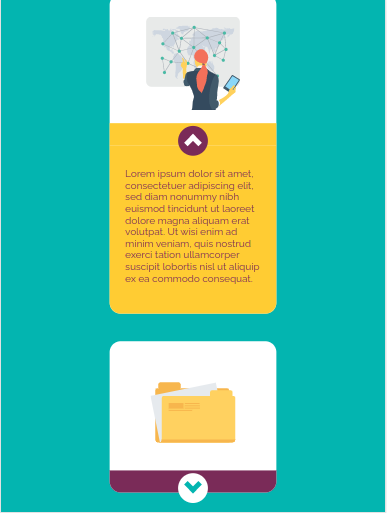 Lorem ipsum dolor sit amet,
consectetuer adipiscing elit,
sed diam nonummy nibh
euismod tincidunt ut laoreet
dolore magna aliquam erat
volutpat. Ut wisi enim ad
minim veniam, quis nostrud
exerci tation ullamcorper
suscipit lobortis nisl ut aliquip
ex ea commodo consequat.